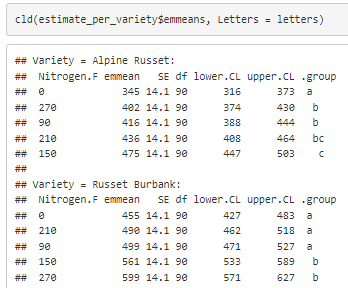 cld(estimate_per_variety$emmeans, Letters = letters)
## Variety = Alpine Russet:
##  Nitrogen.F emmean   SE df lower.CL upper.CL .group
##  0             345 14.1 90      316      373  a
##  270           402 14.1 90      374      430   b
##  90            416 14.1 90      388      444   b
##  210           436 14.1 90      408      464   bc
##  150           475 14.1 90      447      503    c
##
## Variety = Russet Burbank:
##  Nitrogen.F emmean   SE df lower.CL upper.CL .group
##  0             455 14.1 90      427      483  a
##  210           490 14.1 90      462      518  a
##  90            499 14.1 90      471      527  a
##  150           561 14.1 90      533      589   b
##  270           599 14.1 90      571      627   b